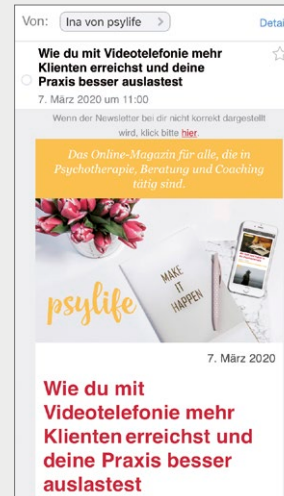 Von: Ina von psylife > Detai
Wie du mit Videotelefonie mehr
Klienten erreichst und deine
Praxis besser auslastest
7. März 2020 um 11:00
Wenn der Newsletter bei dir nicht korrekt dargestellt
wird, klick bitte hier.
Das Online-Magazin für alle, die in
Psychotherapie, Beratung und Coaching
tätig sind.
MAKE
IT
HAPPEN
psylife
7. März 2020
Wie du mit
Videotelefonie mehr
Klienten erreichst und
deine Praxis besser
auslastest